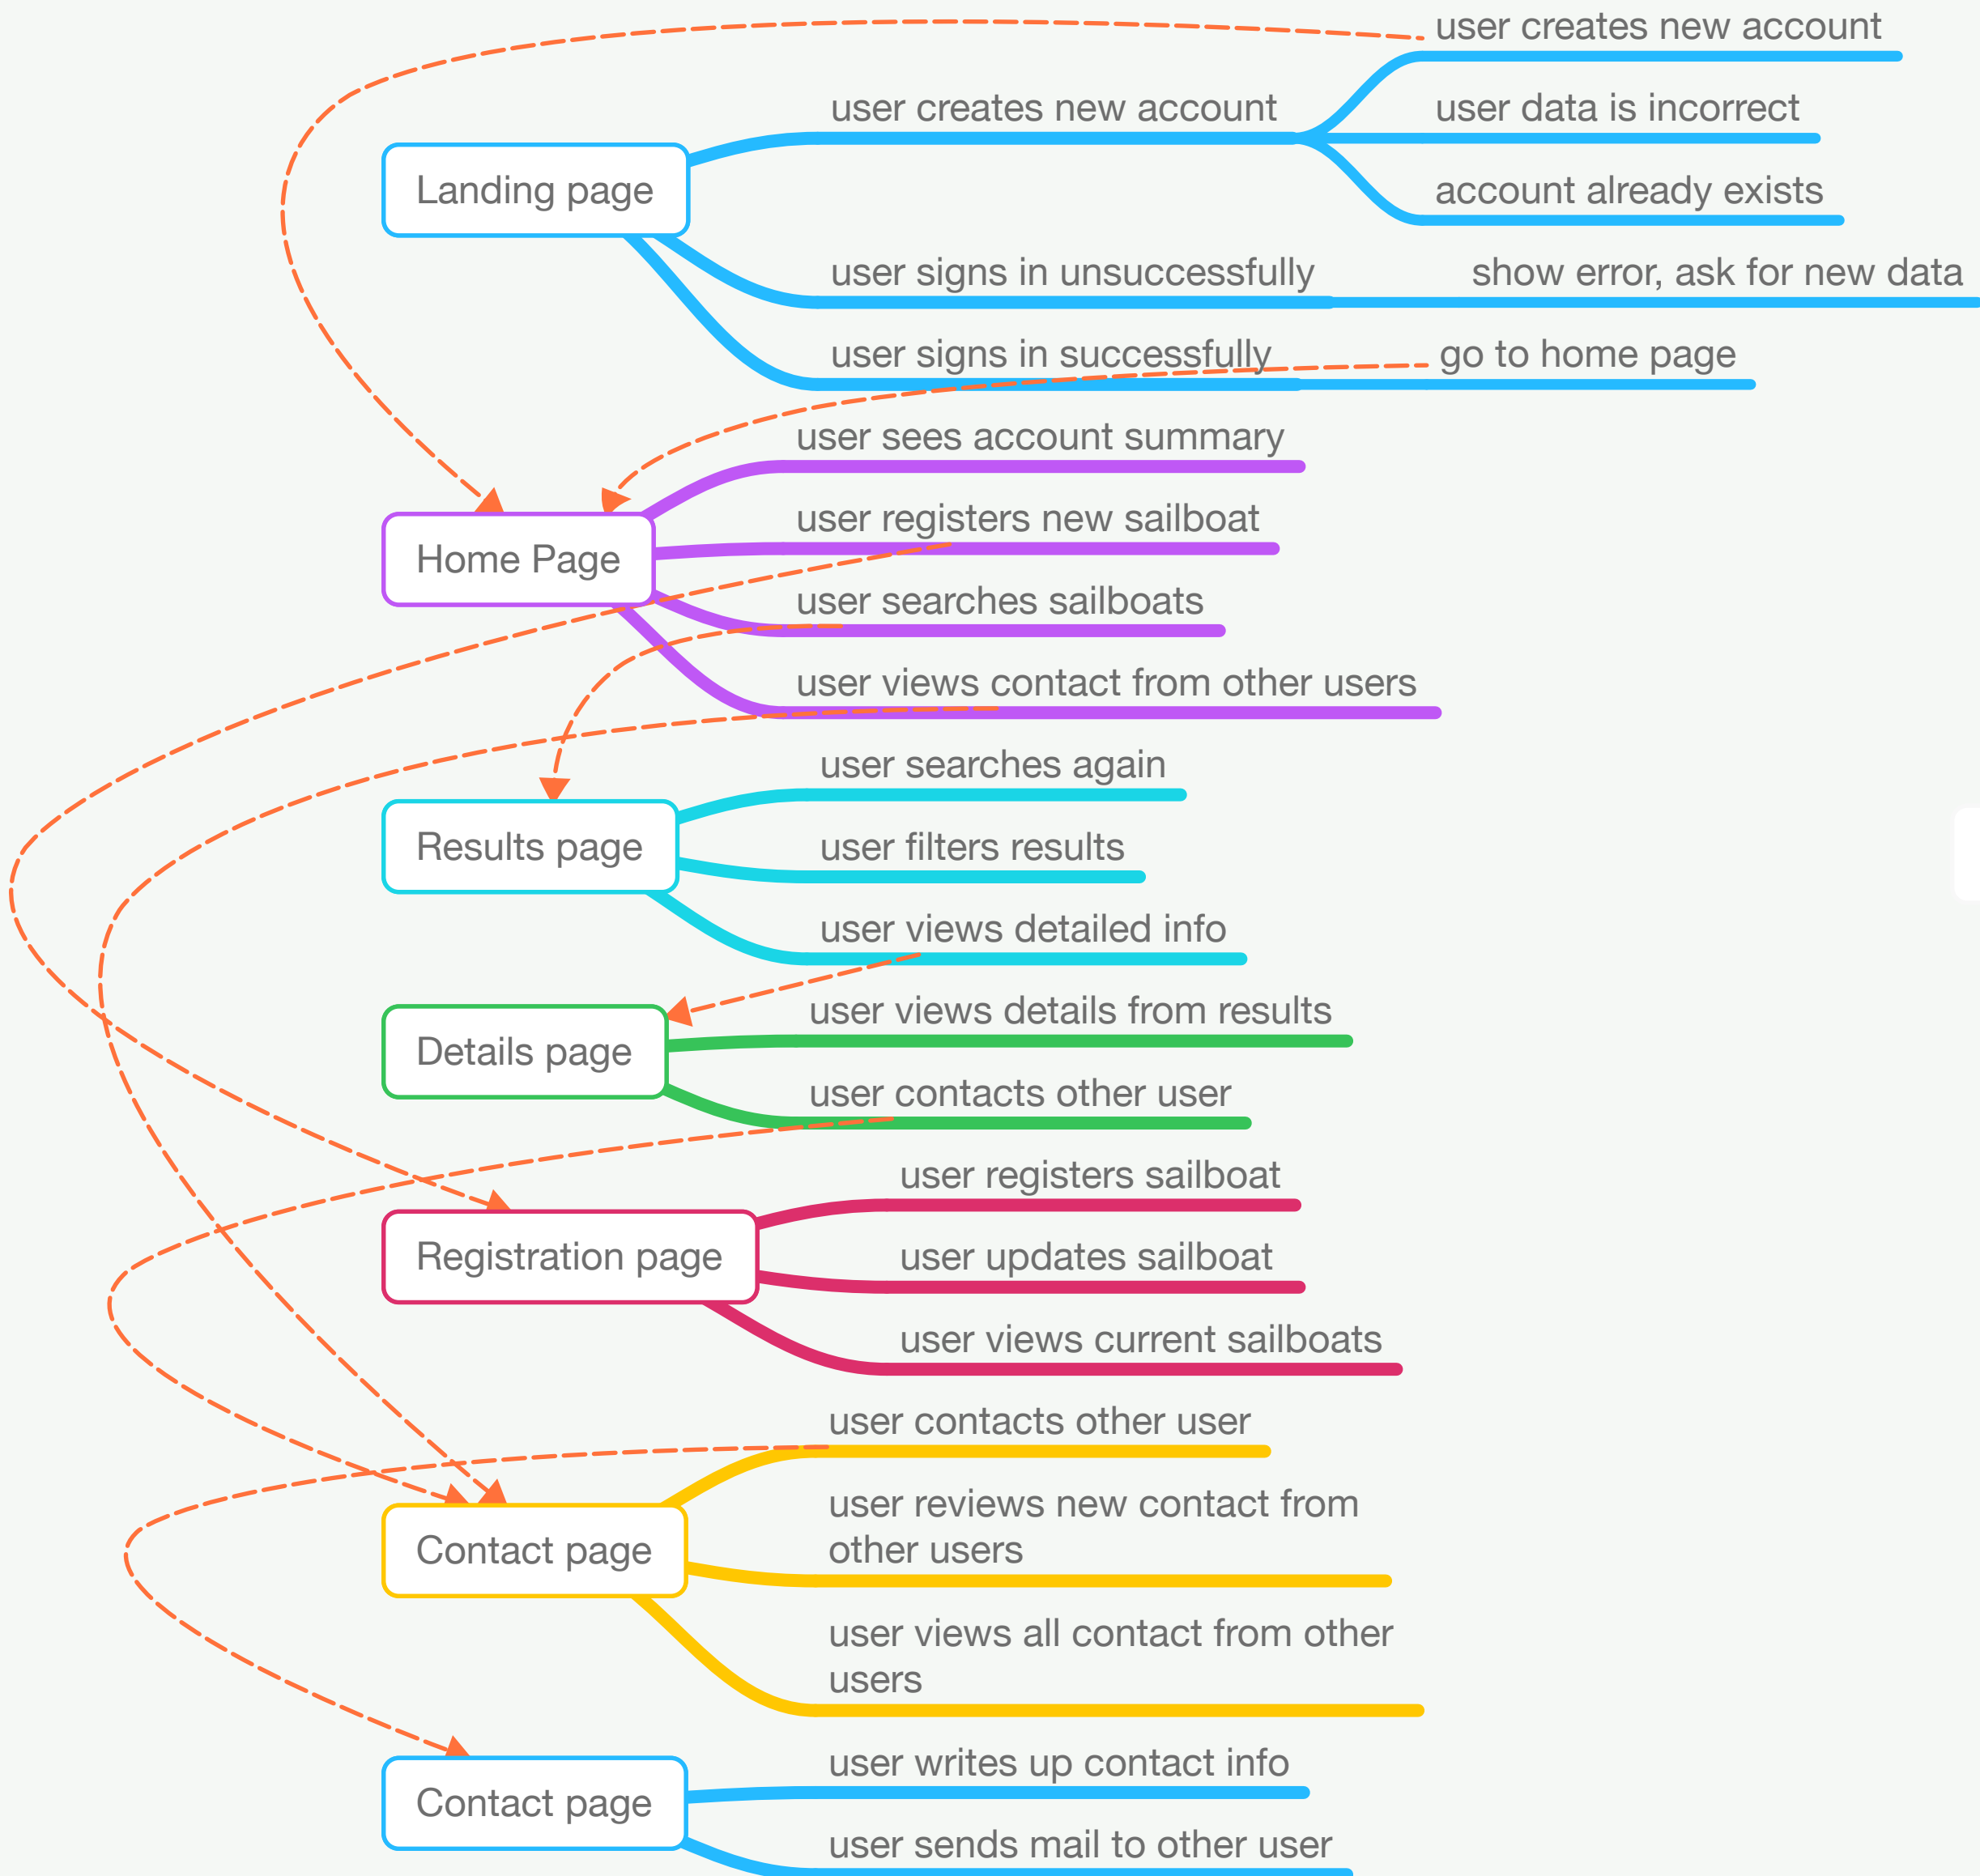 user creates new account
user creates new account
user data is incorrect
Landing page
account already exists
user signs in unsuccessfully
show error, ask for new data
user signs in successfully
go to home page
user sees account summary
user registers new sailboat
Home Page
user searches sailboats
user views contact from other users
user searches again
Results page
user filters results
user views detailed info
user views details from results
Details page
user contacts other user
user registers sailboat
Registration page
user updates sailboat
user views current sailboats
user contacts other user
user reviews new contact from
other users
Contact page
user views all contact from other
users
user writes up contact info
Contact page
user sends mail to other user